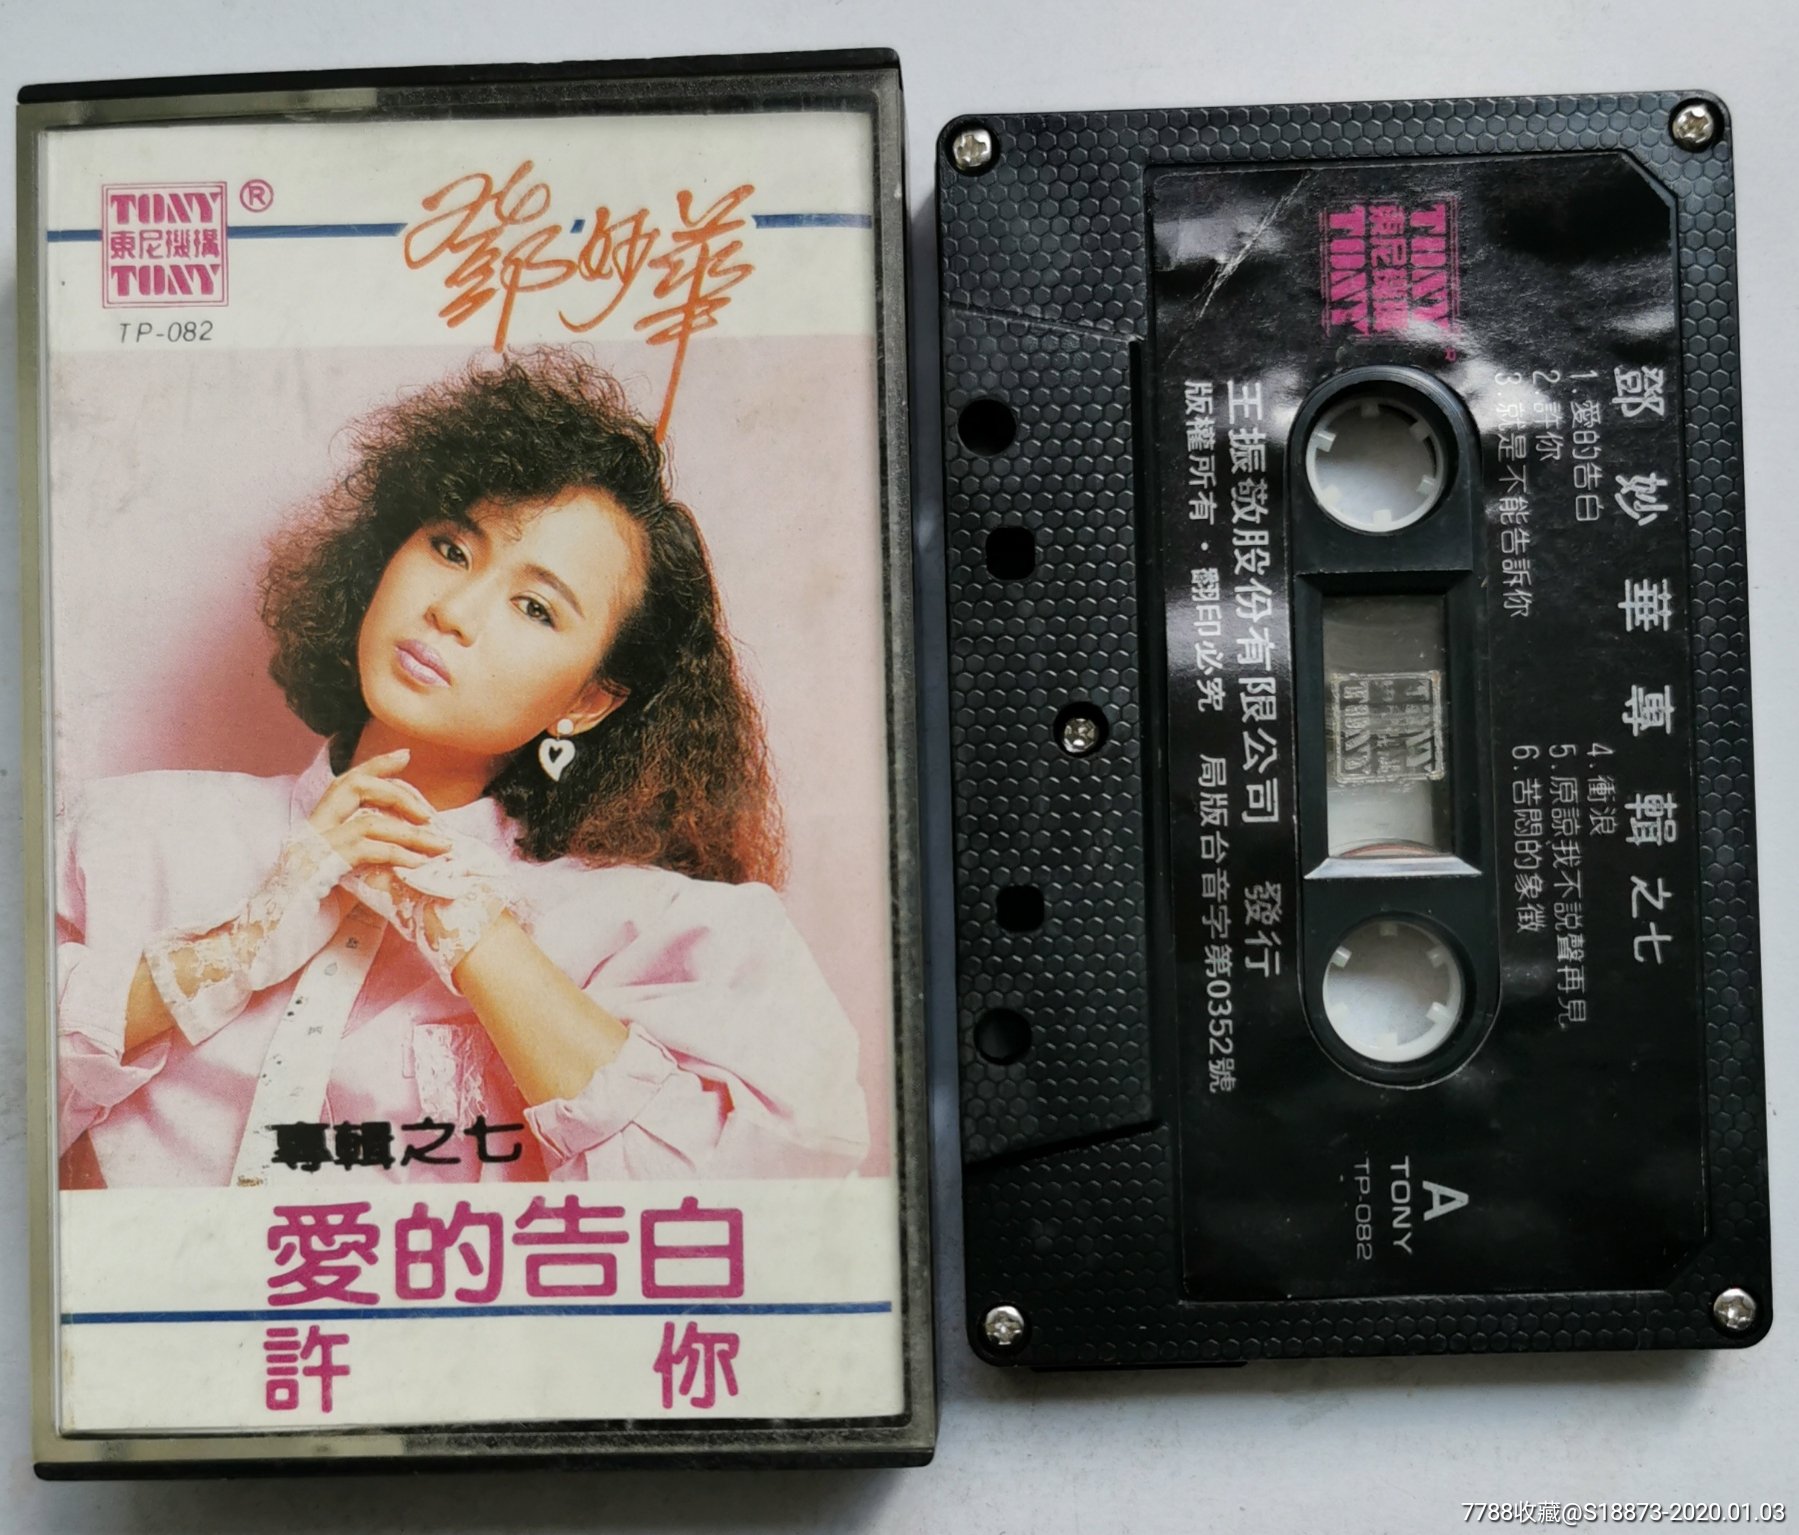 TONY
東尼機構
TONY
®
TP-082
鄧妙華
專輯之七
愛的告白
許你
鄧妙華專輯之七
1.愛的告白
2.許你
3.就是不能告訴你
4.衝浪
5.原諒我不說聲再見
6.苦悶的象徵
TONY
東尼機構
TONY
®
王振敬股份有限公司 發行
版權所有·翻印必究 局版台音字第0352號
A
TONY
TP-082
7788收藏@S18873-2020.01.03